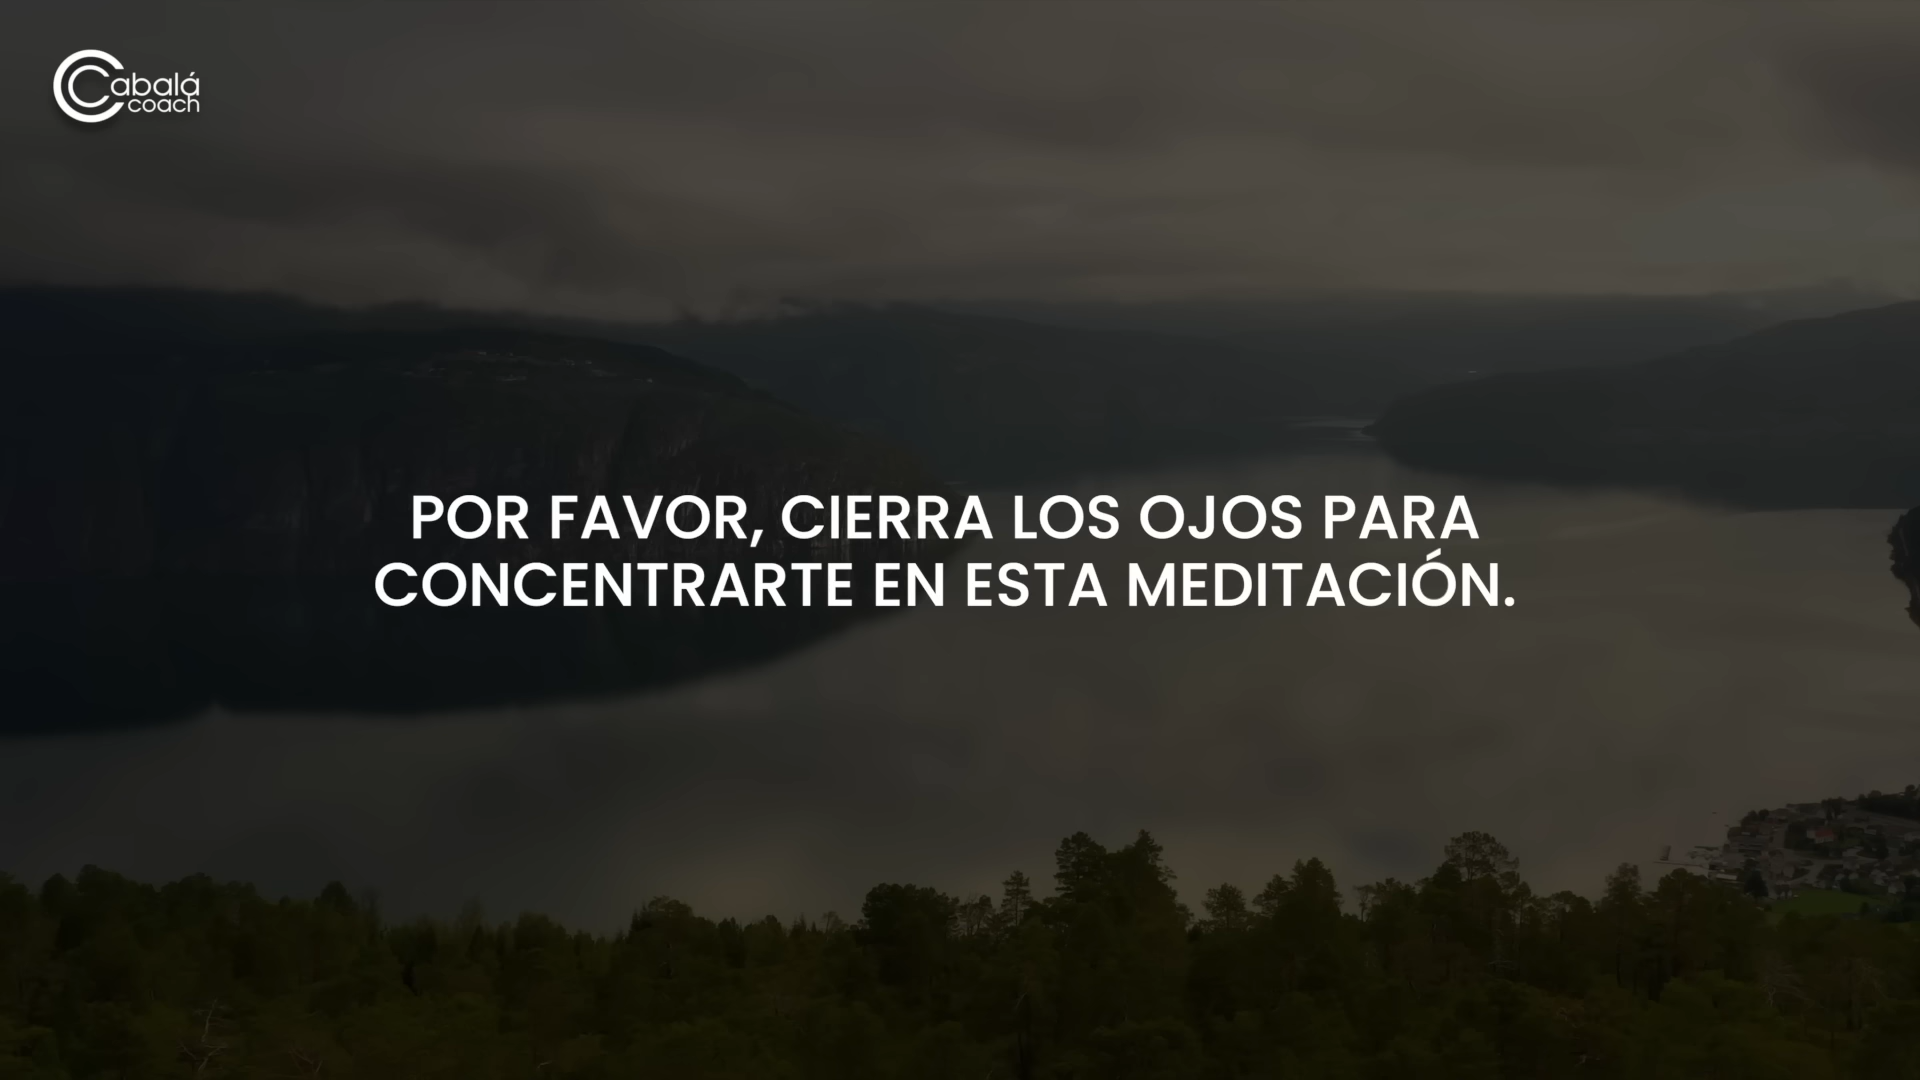 Cabalá
coach
POR FAVOR, CIERRA LOS OJOS PARA
CONCENTRARTE EN ESTA MEDITACIÓN.